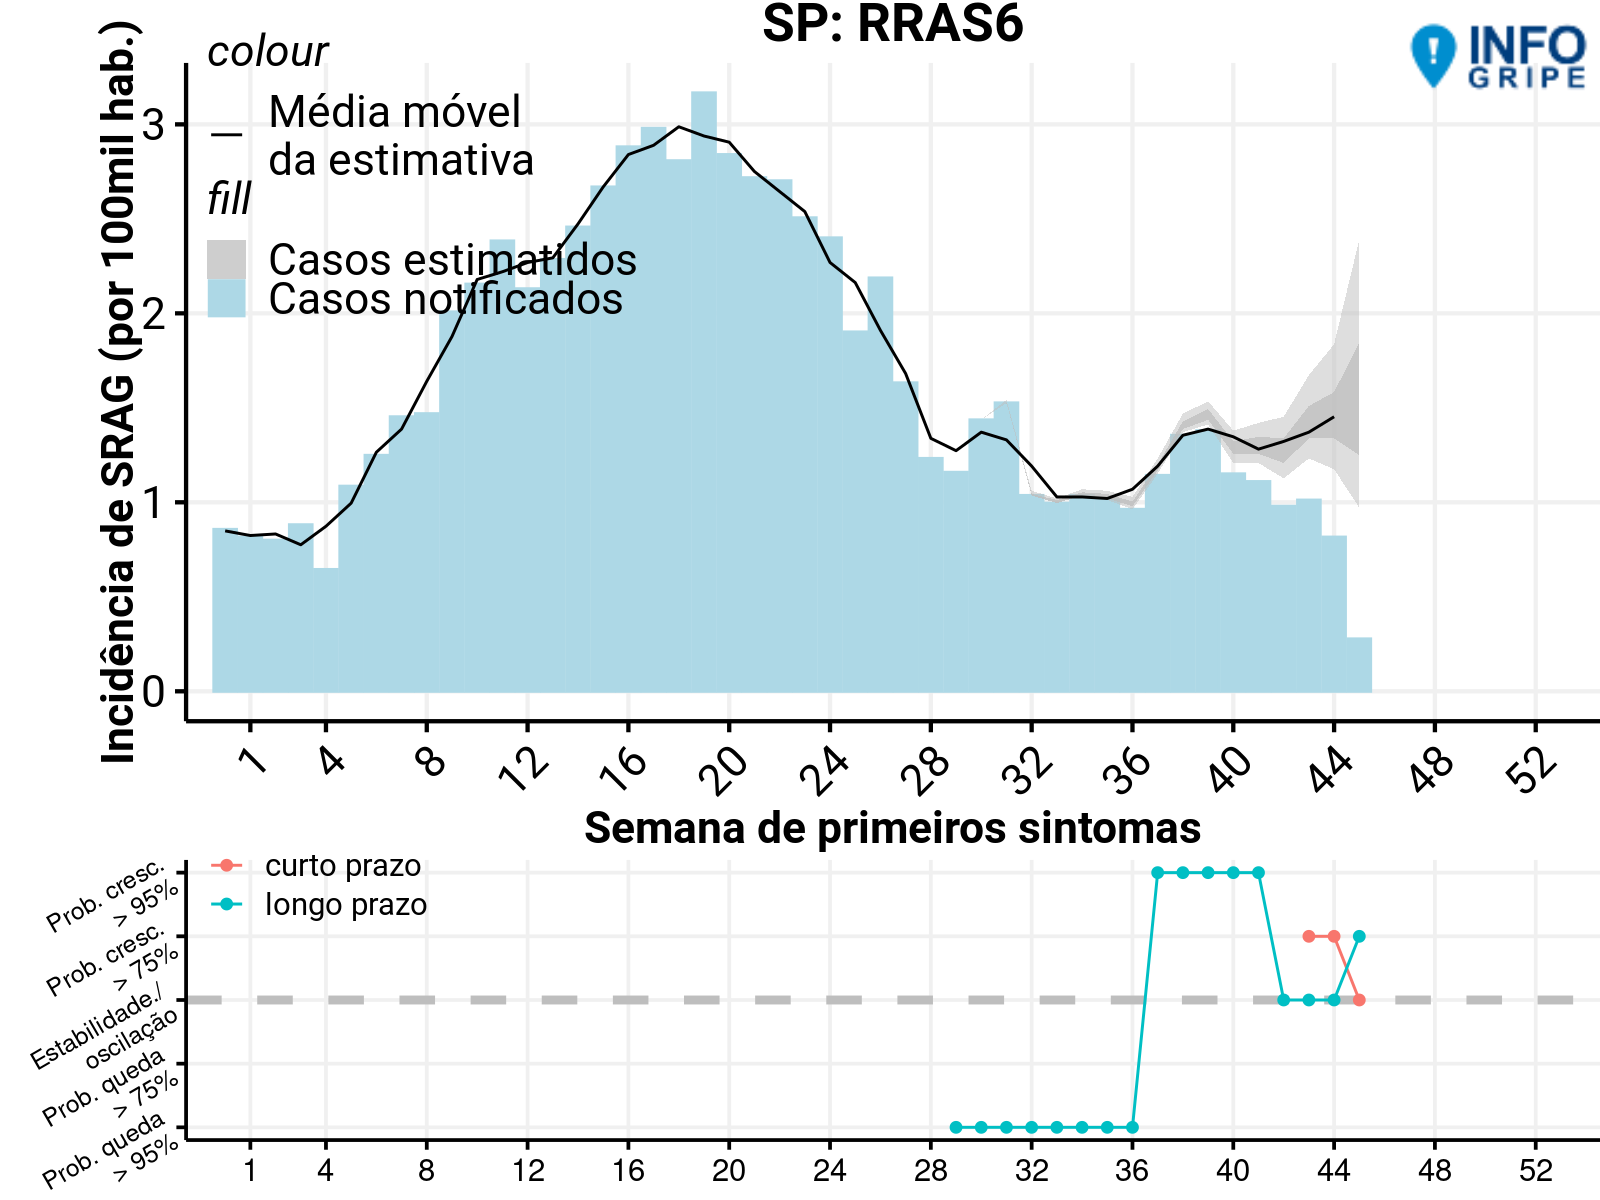 SP: RRAS6
INFO
GRIPE
colour
Média móvel
da estimativa
fill
Casos estimatidos
Casos notificados
Incidência de SRAG (por 100mil hab.)
3
2
1
0
1 4 8 12 16 20 24 28 32 36 40 44 48 52
Semana de primeiros sintomas
curto prazo
longo prazo
Prob. cresc.
> 95%
Prob. cresc.
> 75%
Estabilidade./
oscilação
Prob. queda
> 75%
Prob. queda
> 95%
1 4 8 12 16 20 24 28 32 36 40 44 48 52